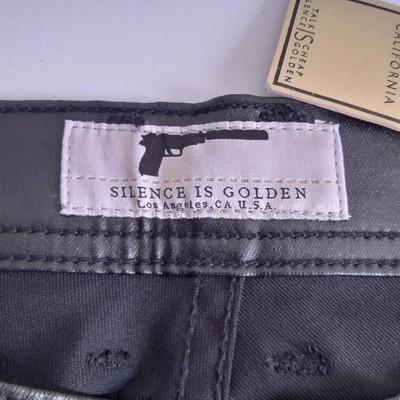 CALIFORNIA
TALK IS CHEAP
SILENCE IS GOLDEN
SILENCE IS GOLDEN
Los Angeles, CA U.S.A.